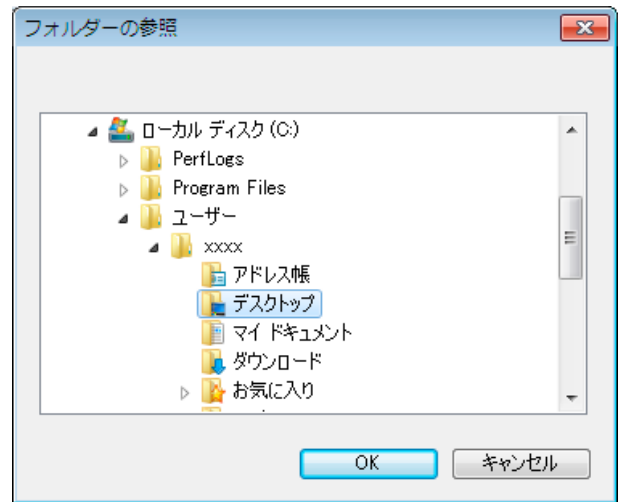 フォルダーの参照
ローカル ディスク (C:)
PerfLogs
Program Files
ユーザー
xxxx
アドレス帳
デスクトップ
マイ ドキュメント
ダウンロード
お気に入り
OK
キャンセル